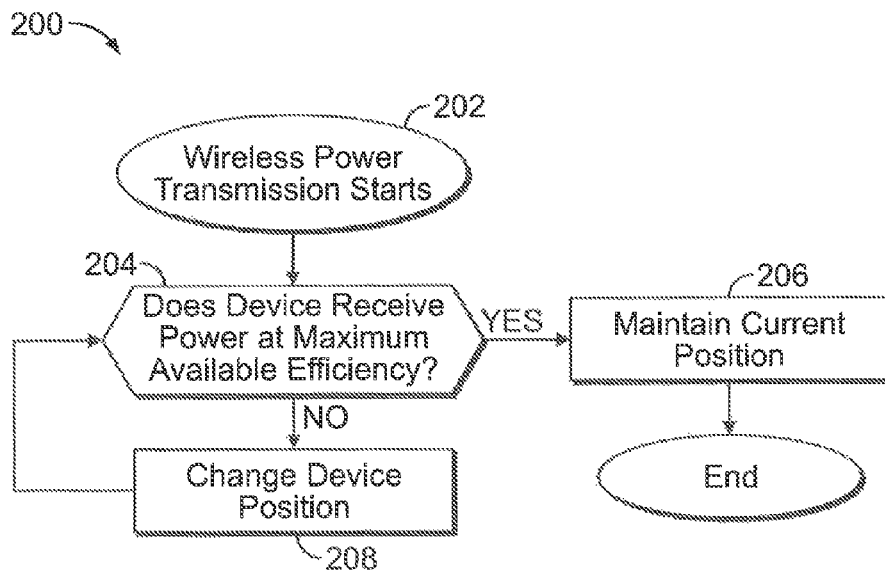 200
202
Wireless Power
Transmission Starts
204
Does Device Receive
Power at Maximum
Available Efficiency?
YES
206
Maintain Current
Position
NO
Change Device
Position
208
End